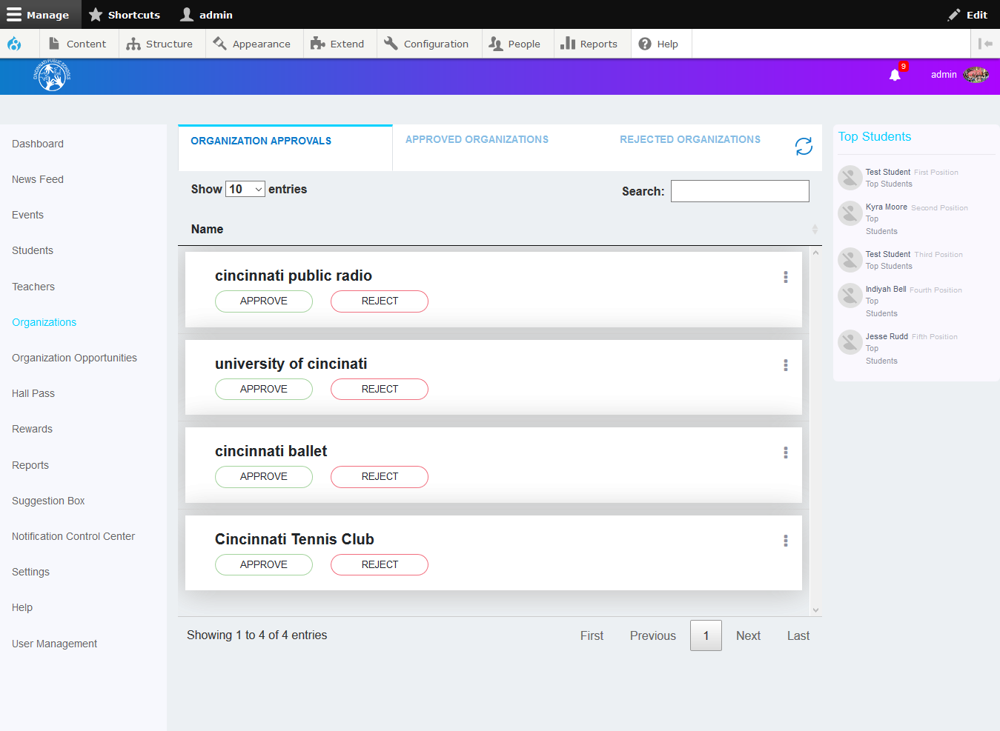 Manage
Shortcuts
admin
Edit
Content
Structure
Appearance
Extend
Configuration
People
Reports
Help
CINCINNATI PUBLIC SCHOOLS
9
admin
Dashboard
News Feed
Events
Students
Teachers
Organizations
Organization Opportunities
Hall Pass
Rewards
Reports
Suggestion Box
Notification Control Center
Settings
Help
User Management
ORGANIZATION APPROVALS
APPROVED ORGANIZATIONS
REJECTED ORGANIZATIONS
Show 10 entries
Search:
Name
cincinnati public radio
APPROVE REJECT
university of cincinati
APPROVE REJECT
cincinnati ballet
APPROVE REJECT
Cincinnati Tennis Club
APPROVE REJECT
Showing 1 to 4 of 4 entries
First Previous 1 Next Last
Top Students
Test Student First Position
Top Students
Kyra Moore Second Position
Top
Students
Test Student Third Position
Top Students
Indiyah Bell Fourth Position
Top
Students
Jesse Rudd Fifth Position
Top
Students